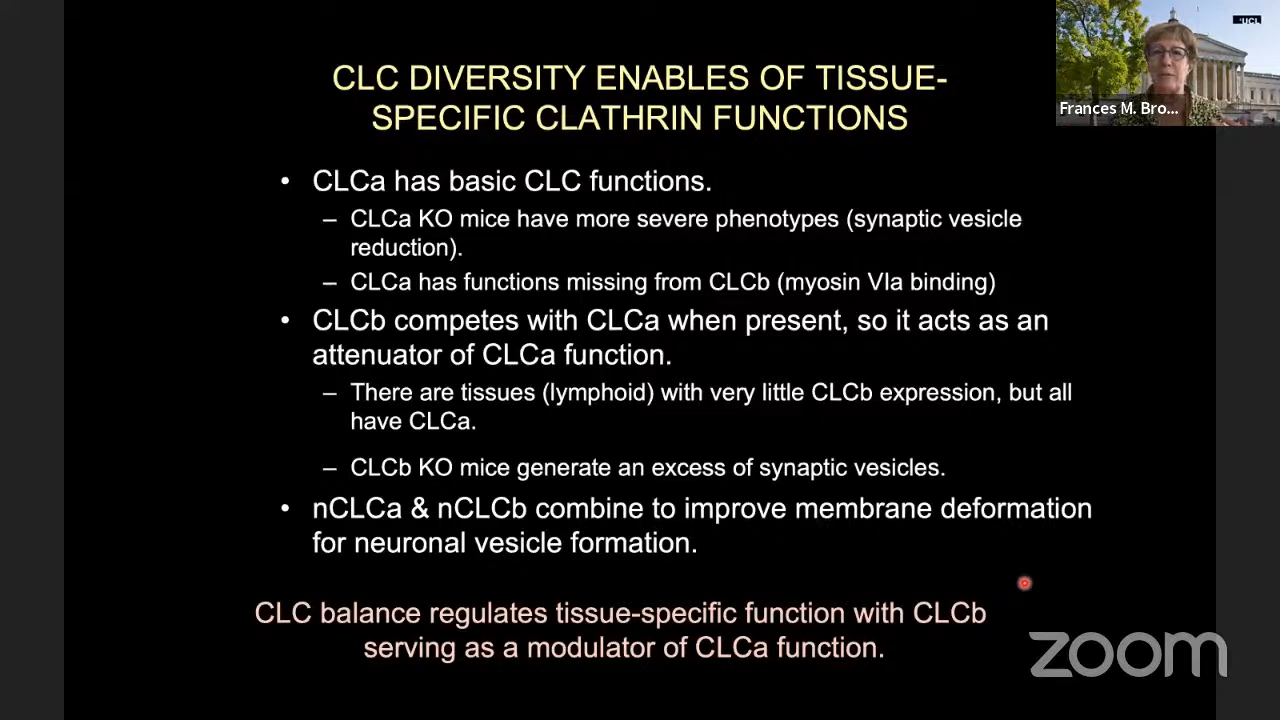 UCL
Frances M. Bro...
CLC DIVERSITY ENABLES OF TISSUE-
SPECIFIC CLATHRIN FUNCTIONS
• CLCa has basic CLC functions.
– CLCa KO mice have more severe phenotypes (synaptic vesicle
reduction).
– CLCa has functions missing from CLCb (myosin VIa binding)
• CLCb competes with CLCa when present, so it acts as an
attenuator of CLCa function.
– There are tissues (lymphoid) with very little CLCb expression, but all
have CLCa.
– CLCb KO mice generate an excess of synaptic vesicles.
• nCLCa & nCLCb combine to improve membrane deformation
for neuronal vesicle formation.
CLC balance regulates tissue-specific function with CLCb
serving as a modulator of CLCa function.
zoom